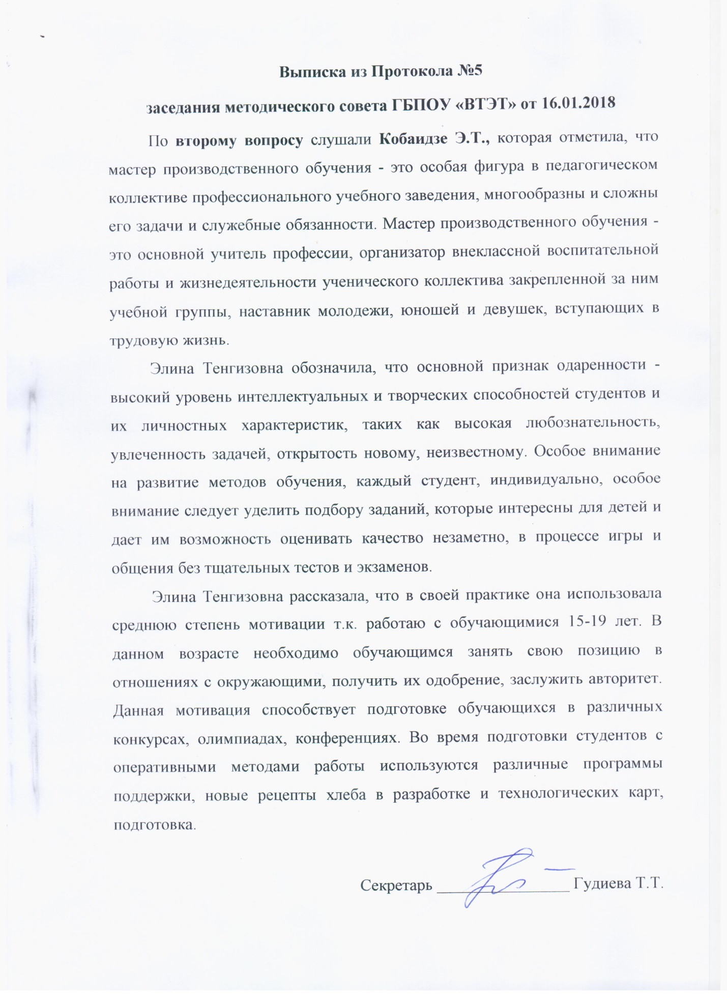 Выписка из Протокола №5
заседания методического совета ГБПОУ «ВТЭТ» от 16.01.2018
По второму вопросу слушали Кобаидзе Э.Т., которая отметила, что
мастер производственного обучения - это особая фигура в педагогическом
коллективе профессионального учебного заведения, многообразны и сложны
его задачи и служебные обязанности. Мастер производственного обучения -
это основной учитель профессии, организатор внеклассной воспитательной
работы и жизнедеятельности ученического коллектива закрепленной за ним
учебной группы, наставник молодежи, юношей и девушек, вступающих в
трудовую жизнь.
Элина Тенгизовна обозначила, что основной признак одаренности -
высокий уровень интеллектуальных и творческих способностей студентов и
их личностных характеристик, таких как высокая любознательность,
увлеченность задачей, открытость новому, неизвестному. Особое внимание
на развитие методов обучения, каждый студент, индивидуально, особое
внимание следует уделить подбору заданий, которые интересны для детей и
дает им возможность оценивать качество незаметно, в процессе игры и
общения без тщательных тестов и экзаменов.
Элина Тенгизовна рассказала, что в своей практике она использовала
среднюю степень мотивации т.к. работаю с обучающимися 15-19 лет. В
данном возрасте необходимо обучающимся занять свою позицию в
отношениях с окружающими, получить их одобрение, заслужить авторитет.
Данная мотивация способствует подготовке обучающихся в различных
конкурсах, олимпиадах, конференциях. Во время подготовки студентов с
оперативными методами работы используются различные программы
поддержки, новые рецепты хлеба в разработке и технологических карт,
подготовка.
Секретарь ________________ Гудиева Т.Т.